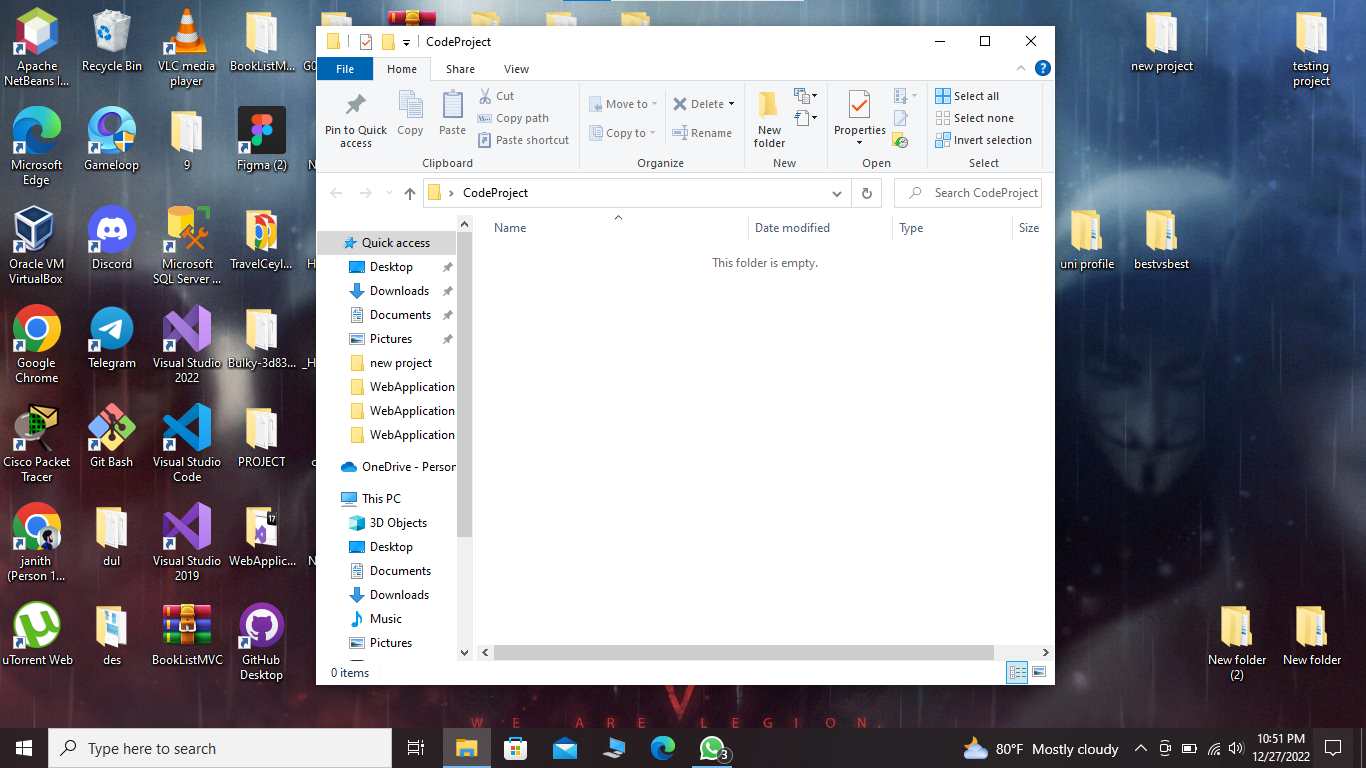 CodeProject
File
Home
Share
View
Pin to Quick access
Copy
Paste
Cut
Copy path
Paste shortcut
Clipboard
Move to
Copy to
Delete
Rename
Organize
New folder
New
Properties
Open
Select all
Select none
Invert selection
Select
CodeProject
Search CodeProject
Quick access
Desktop
Downloads
Documents
Pictures
new project
WebApplication
WebApplication
WebApplication
OneDrive - Person
This PC
3D Objects
Desktop
Documents
Downloads
Music
Pictures
Name
Date modified
Type
Size
This folder is empty.
0 items
Apache
NetBeans I...
Recycle Bin
VLC media
player
BookListM...
Microsoft
Edge
Gameloop
9
Figma (2)
Oracle VM
VirtualBox
Discord
Microsoft
SQL Server ...
TravelCeyl...
Google
Chrome
Telegram
Visual Studio
2022
Bulky-3d83...
Cisco Packet
Tracer
Git Bash
Visual Studio
Code
PROJECT
janith
(Person 1...
dul
Visual Studio
2019
17
WebApplic...
uTorrent Web
des
BookListMVC
GitHub
Desktop
new project
testing
project
uni profile
bestvsbest
New folder
(2)
New folder
WE ARE LEGION.
Type here to search
3
80°F Mostly cloudy
10:51 PM
12/27/2022